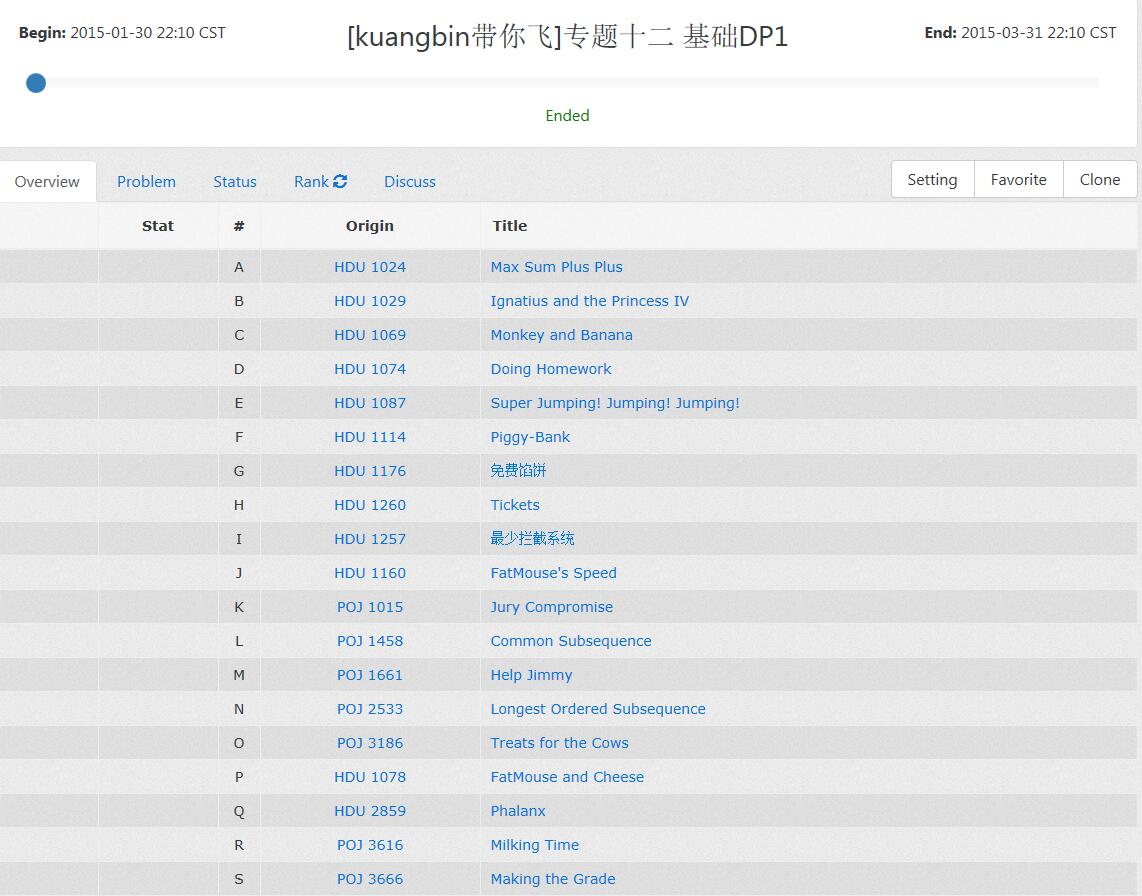 Begin: 2015-01-30 22:10 CST [kuangbin带你飞]专题十二 基础DP1 End: 2015-03-31 22:10 CST
Ended
Overview Problem Status Rank Discuss Setting Favorite Clone
Stat # Origin Title
A HDU 1024 Max Sum Plus Plus
B HDU 1029 Ignatius and the Princess IV
C HDU 1069 Monkey and Banana
D HDU 1074 Doing Homework
E HDU 1087 Super Jumping! Jumping! Jumping!
F HDU 1114 Piggy-Bank
G HDU 1176 免费馅饼
H HDU 1260 Tickets
I HDU 1257 最少拦截系统
J HDU 1160 FatMouse's Speed
K POJ 1015 Jury Compromise
L POJ 1458 Common Subsequence
M POJ 1661 Help Jimmy
N POJ 2533 Longest Ordered Subsequence
O POJ 3186 Treats for the Cows
P HDU 1078 FatMouse and Cheese
Q HDU 2859 Phalanx
R POJ 3616 Milking Time
S POJ 3666 Making the Grade